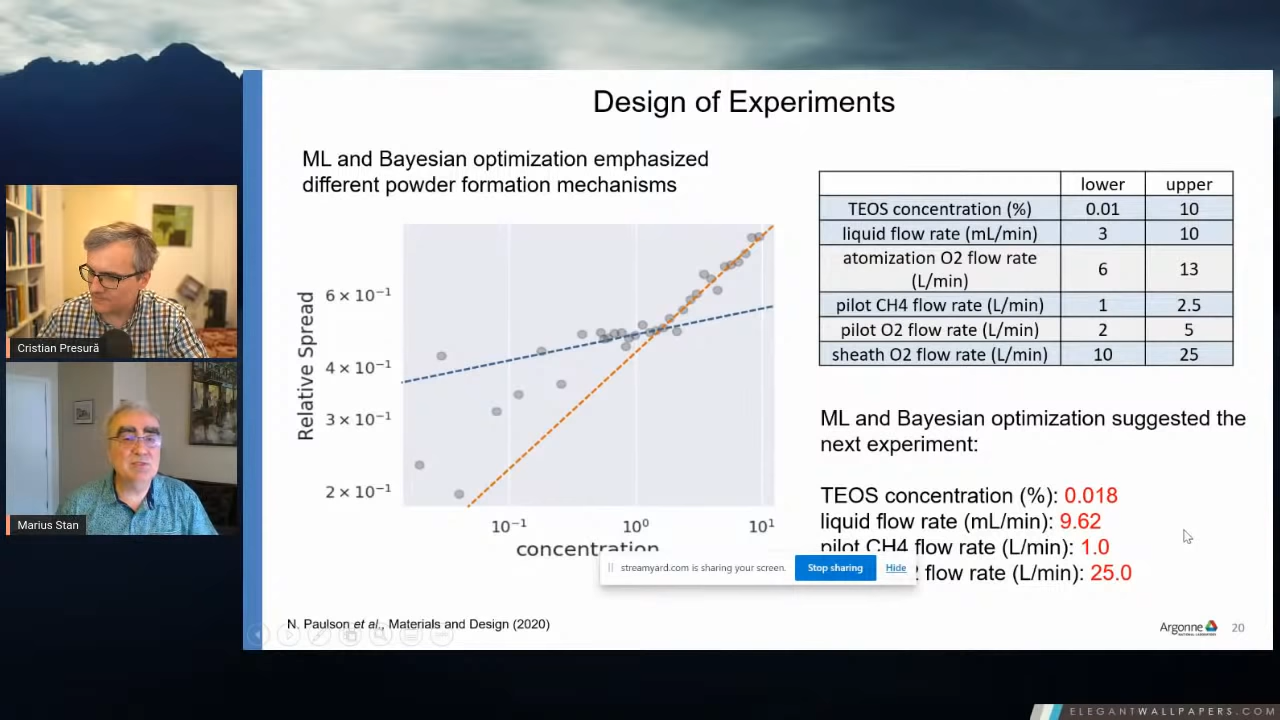 Design of Experiments
ML and Bayesian optimization emphasized
different powder formation mechanisms
Relative Spread
6 × 10⁻¹
4 × 10⁻¹
3 × 10⁻¹
2 × 10⁻¹
10⁻¹ 10⁰ 10¹
concentration
lower upper
TEOS concentration (%) 0.01 10
liquid flow rate (mL/min) 3 10
atomization O2 flow rate
(L/min) 6 13
pilot CH4 flow rate (L/min) 1 2.5
pilot O2 flow rate (L/min) 2 5
sheath O2 flow rate (L/min) 10 25
ML and Bayesian optimization suggested the
next experiment:
TEOS concentration (%): 0.018
liquid flow rate (mL/min): 9.62
pilot CH4 flow rate (L/min): 1.0
flow rate (L/min): 25.0
streamyard.com is sharing your screen. Stop sharing Hide
N. Paulson et al., Materials and Design (2020)
Argonne
20
Cristian Presură
Marius Stan
ELEGANTWALLPAPERS.COM